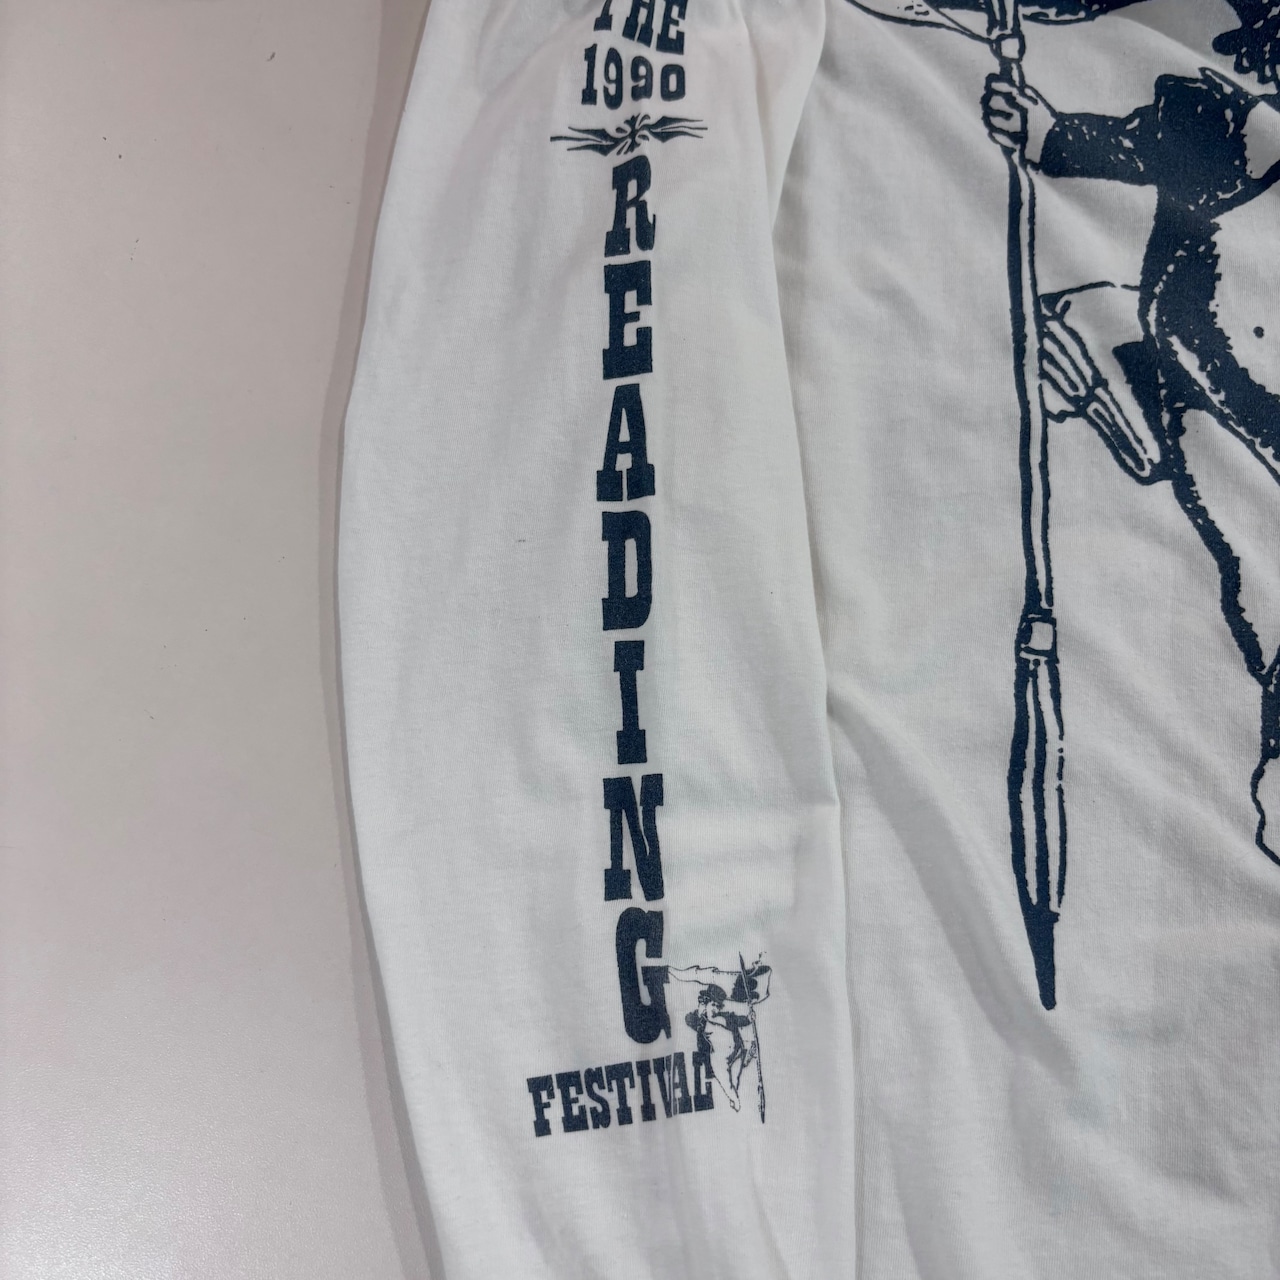 THE
1990
READING
FESTIVAL